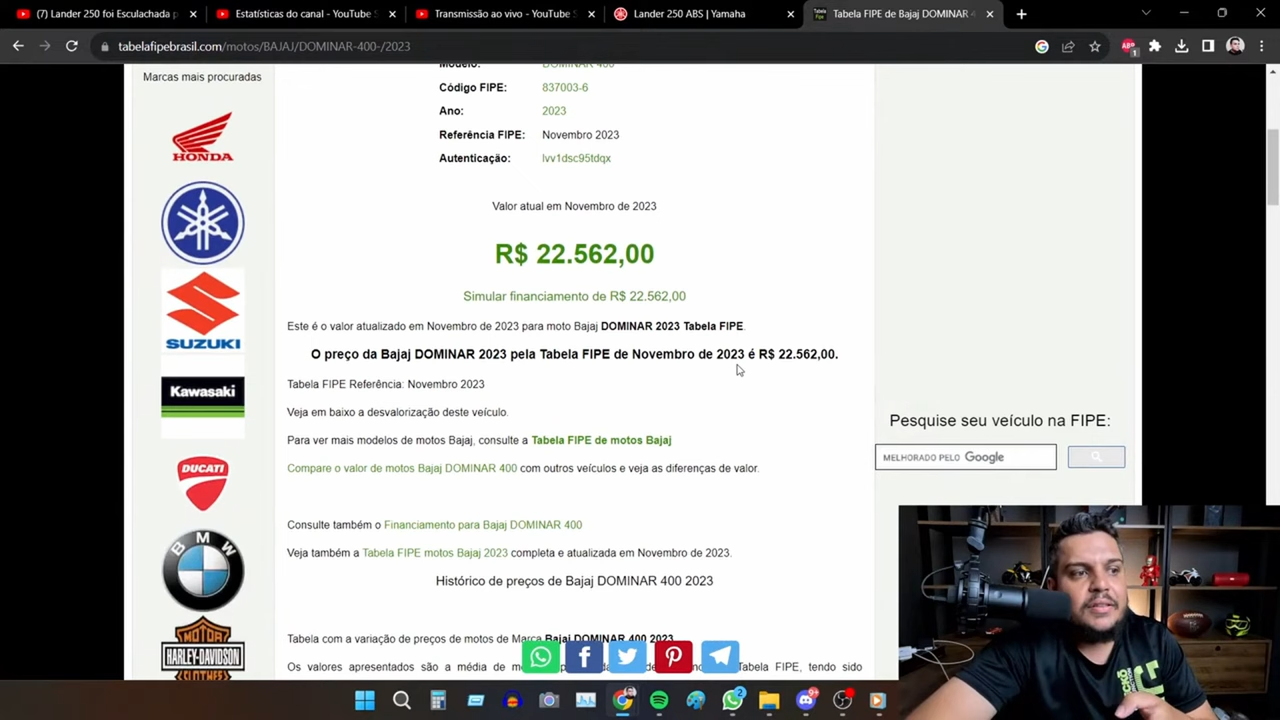 (7) Lander 250 foi Esculachada p
Estatísticas do canal - YouTube S
Transmissão ao vivo - YouTube S
Lander 250 ABS | Yamaha
Tabela FIPE de Bajaj DOMINAR 4
tabelafipebrasil.com/motos/BAJAJ/DOMINAR-400-/2023
Marcas mais procuradas
HONDA
SUZUKI
Kawasaki
DUCATI
BMW
MOTOR
HARLEY-DAVIDSON
Modelo: DOMINAR 400
Código FIPE: 837003-6
Ano: 2023
Referência FIPE: Novembro 2023
Autenticação: lvv1dsc95tdqx
Valor atual em Novembro de 2023
R$ 22.562,00
Simular financiamento de R$ 22.562,00
Este é o valor atualizado em Novembro de 2023 para moto Bajaj DOMINAR 2023 Tabela FIPE.
O preço da Bajaj DOMINAR 2023 pela Tabela FIPE de Novembro de 2023 é R$ 22.562,00.
Tabela FIPE Referência: Novembro 2023
Veja em baixo a desvalorização deste veículo.
Para ver mais modelos de motos Bajaj, consulte a Tabela FIPE de motos Bajaj
Compare o valor de motos Bajaj DOMINAR 400 com outros veículos e veja as diferenças de valor.
Consulte também o Financiamento para Bajaj DOMINAR 400
Veja também a Tabela FIPE motos Bajaj 2023 completa e atualizada em Novembro de 2023.
Histórico de preços de Bajaj DOMINAR 400 2023
Tabela com a variação de preços de motos de Marca Bajaj DOMINAR 400 2023.
Os valores apresentados são a média de Tabela FIPE, tendo sido
Pesquise seu veículo na FIPE:
MELHORADO PELO Google